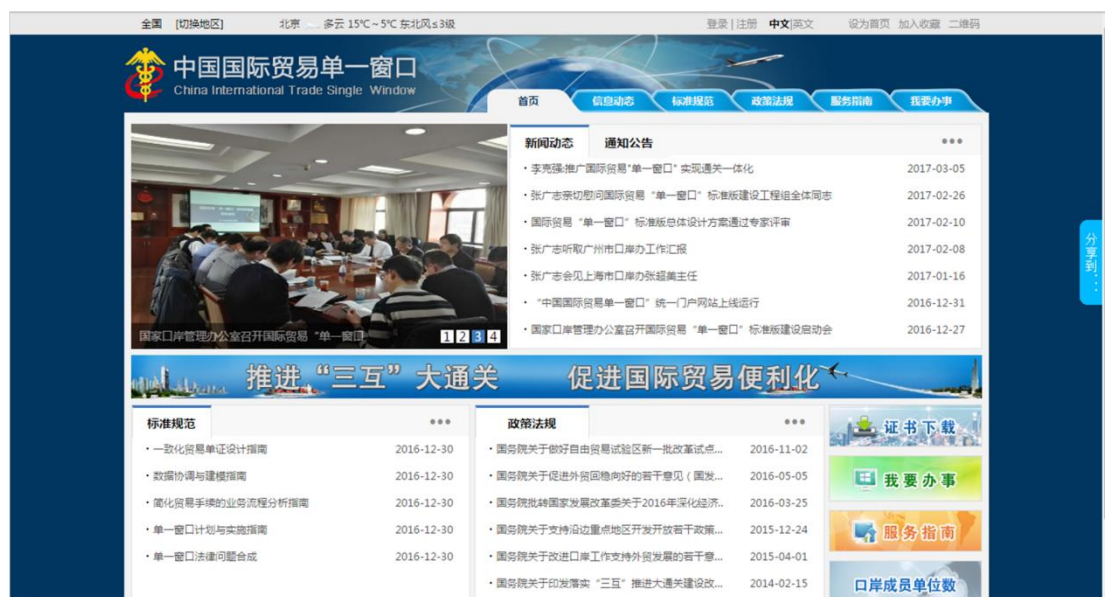 全国 [切换地区] 北京 多云 15℃~5℃ 东北风≤3级 登录 | 注册 中文|英文 设为首页 加入收藏 二维码
中国国际贸易单一窗口
China International Trade Single Window
首页 信息动态 标准规范 政策法规 服务指南 我要办事
新闻动态 通知公告
·李克强:推广国际贸易"单一窗口" 实现通关一体化 2017-03-05
·张广志亲切慰问国际贸易“单一窗口”标准版建设工程组全体同志 2017-02-26
·国际贸易“单一窗口”标准版总体设计方案通过专家评审 2017-02-10
·张广志听取广州市口岸办工作汇报 2017-02-08
·张广志会见上海市口岸办张超美主任 2017-01-16
·“中国国际贸易单一窗口”统一门户网站上线运行 2016-12-31
·国家口岸管理办公室召开国际贸易“单一窗口”标准版建设启动会 2016-12-27
国家口岸管理办公室召开国际贸易“单一窗口 1 2 3 4
分享到:...
推进“三互”大通关 促进国际贸易便利化
标准规范
·一致化贸易单证设计指南 2016-12-30
·数据协调与建模指南 2016-12-30
·简化贸易手续的业务流程分析指南 2016-12-30
·单一窗口计划与实施指南 2016-12-30
·单一窗口法律问题合成 2016-12-30
政策法规
·国务院关于做好自由贸易试验区新一批改革试点... 2016-11-02
·国务院关于促进外贸回稳向好的若干意见(国发... 2016-05-05
·国务院批转国家发展改革委关于2016年深化经济... 2016-03-25
·国务院关于支持沿边重点地区开发开放若干政策... 2015-12-24
·国务院关于改进口岸工作支持外贸发展的若干意... 2015-04-01
·国务院关于印发落实“三互”推进大通关建设改... 2014-02-15
证书下载
我要办事
服务指南
口岸成员单位数